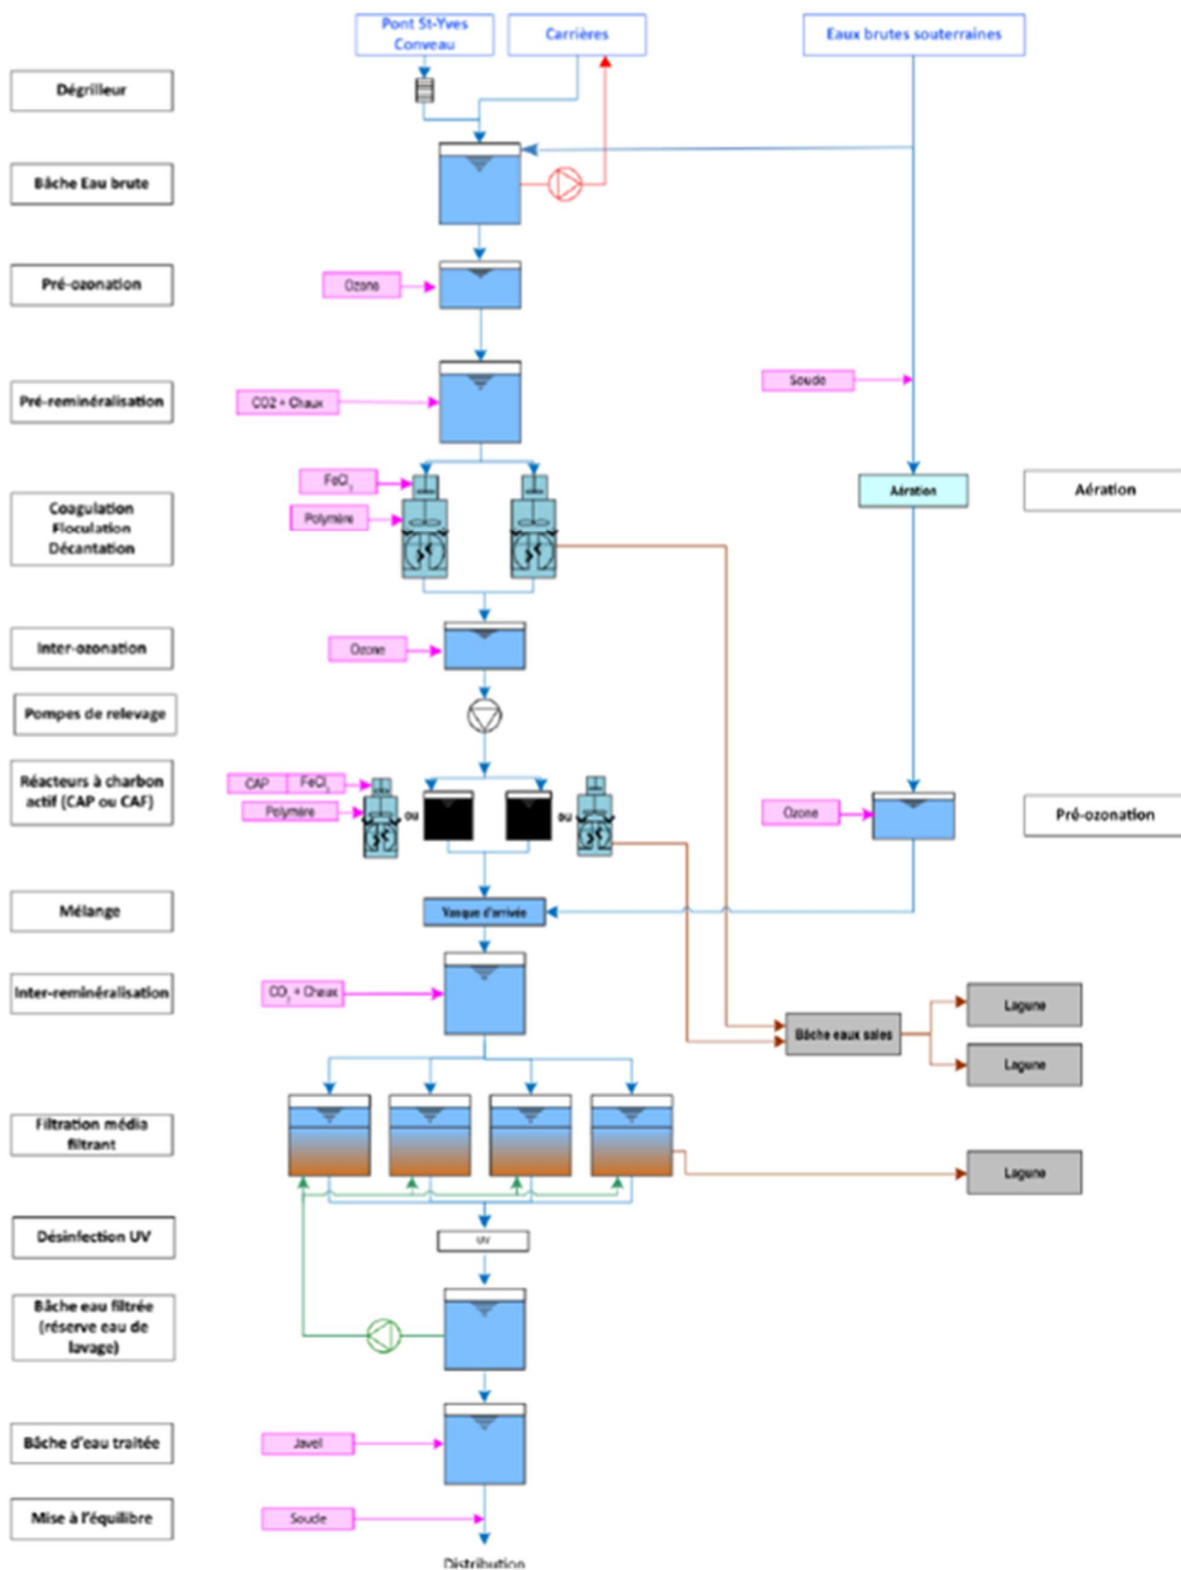 Pont St-Yves
Conveau
Carrières
Eaux brutes souterraines
Dégrilleur
Bâche Eau brute
Pré-ozonation
Ozone
Pré-reminéralisation
CO2 + Chaux
Soude
Coagulation
Floculation
Décantation
FeCl3
Polymère
Aération
Aération
Inter-ozonation
Ozone
Pompes de relevage
Réacteurs à charbon
actif (CAP ou CAF)
CAP
FeCl3
Polymère
ou
ou
Ozone
Pré-ozonation
Mélange
Vasque d'arrivée
Inter-reminéralisation
CO2 + Chaux
Bâche eaux sales
Lagune
Lagune
Filtration média
filtrant
Lagune
Désinfection UV
UV
Bâche eau filtrée
(réserve eau de
lavage)
Bâche d'eau traitée
Javel
Mise à l'équilibre
Soude
Distribution